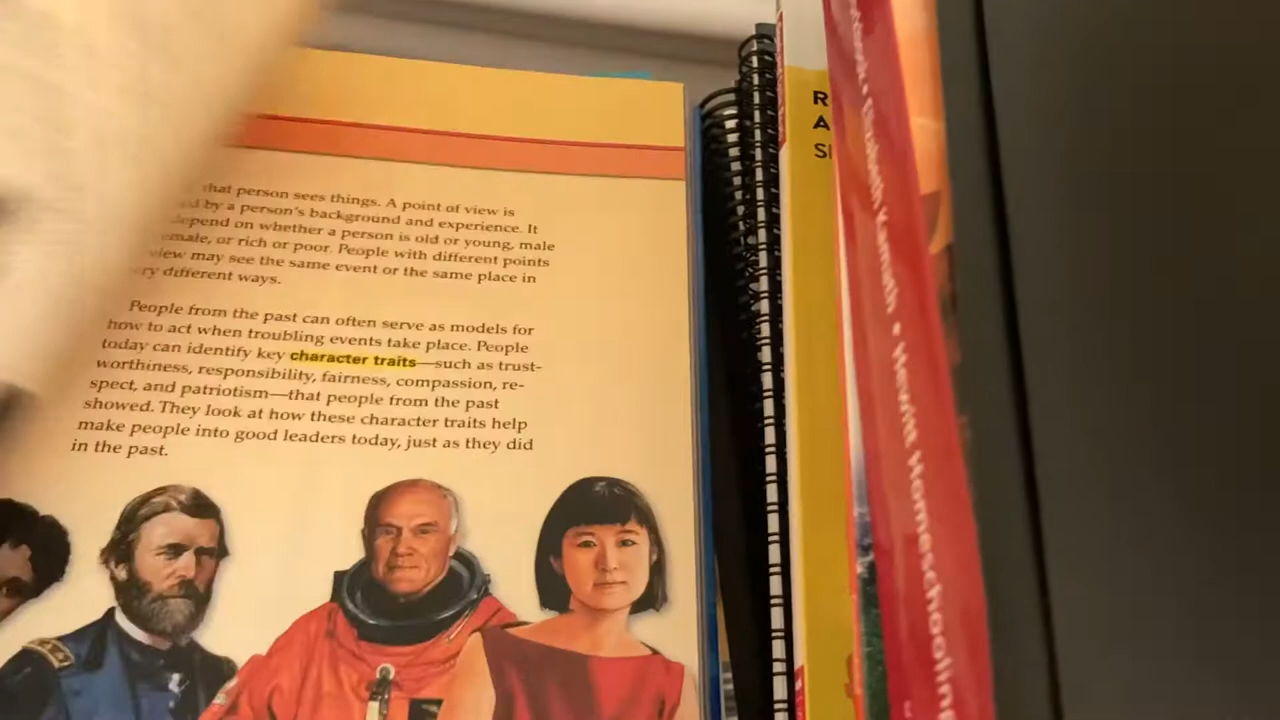 that person sees things. A point of view is
by a person's background and experience. It
depend on whether a person is old or young, male
emale, or rich or poor. People with different points
view may see the same event or the same place in
ry different ways.
People from the past can often serve as models for
how to act when troubling events take place. People
today can identify key character traits—such as trust-
worthiness, responsibility, fairness, compassion, re-
spect, and patriotism—that people from the past
showed. They look at how these character traits help
make people into good leaders today, just as they did
in the past.
R
A
Elizabeth Kamath • Hewitt Homeschooling